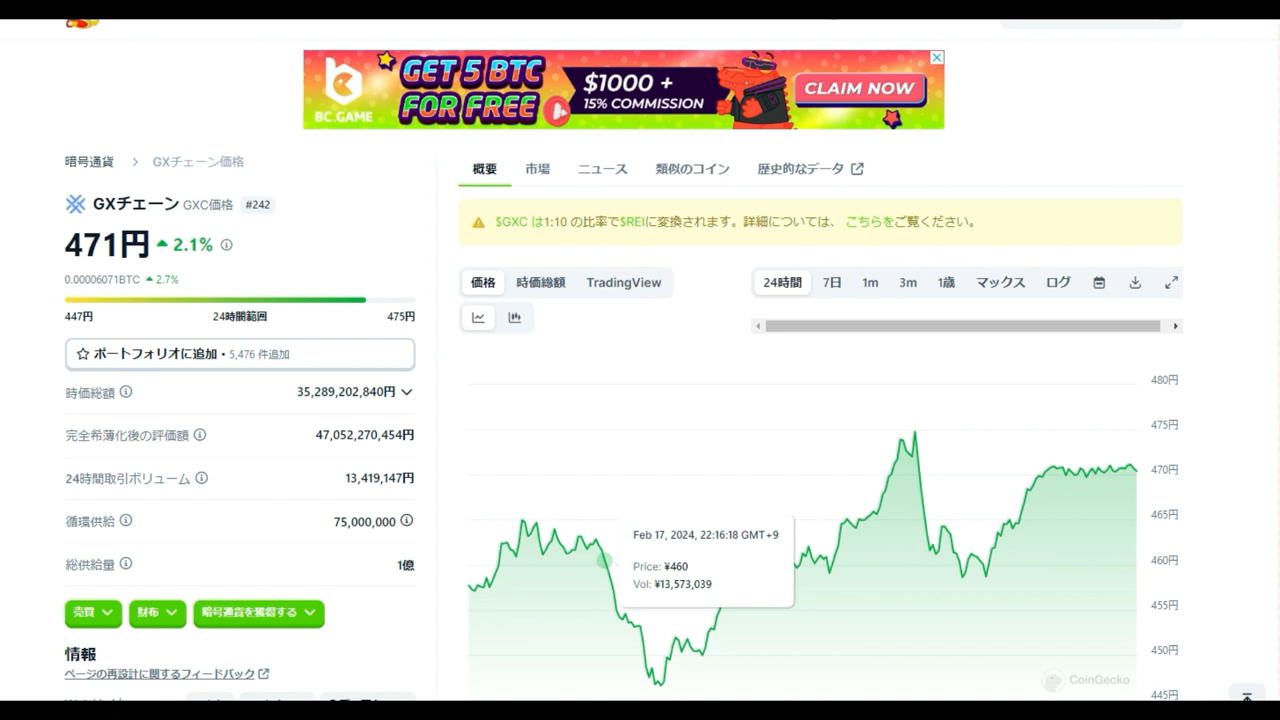 GET 5 BTC
FOR FREE
$1000 +
15% COMMISSION
CLAIM NOW
BC.GAME
暗号通貨 > GXチェーン価格
GXチェーン GXC価格 #242
471円 2.1%
0.00006071BTC 2.7%
447円 24時間範囲 475円
ポートフォリオに追加・5,476 件追加
時価総額 35,289,202,840円
完全希薄化後の評価額 47,052,270,454円
24時間取引ボリューム 13,419,147円
循環供給 75,000,000
総供給量 1億
売買 財布 暗号通貨を獲得する
情報
ページの再設計に関するフィードバック
概要 市場 ニュース 類似のコイン 歴史的なデータ
$GXC は1:10 の比率で$REIに変換されます。詳細については、 こちらをご覧ください。
価格 時価総額 TradingView
24時間 7日 1m 3m 1歳 マックス ログ
480円
475円
470円
465円
460円
455円
450円
445円
Feb 17, 2024, 22:16:18 GMT+9
Price: ¥460
Vol: ¥13,573,039
CoinGecko